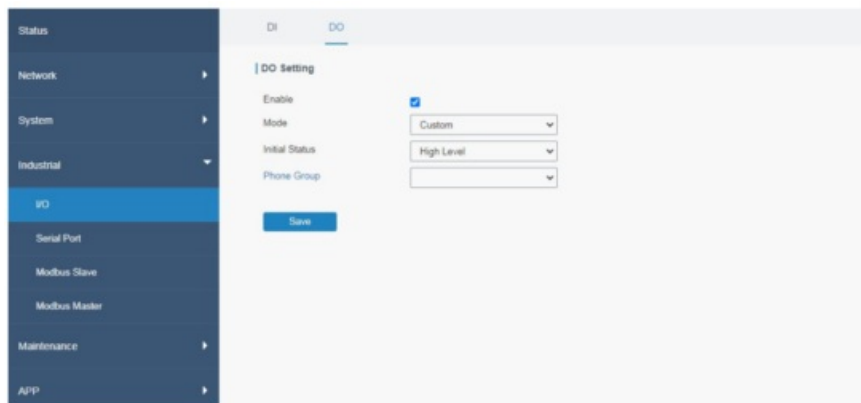 Status
Network
System
Industrial
I/O
Serial Port
Modbus Slave
Modbus Master
Maintenance
APP
DI DO
DO Setting
Enable
Mode Custom
Initial Status High Level
Phone Group
Save